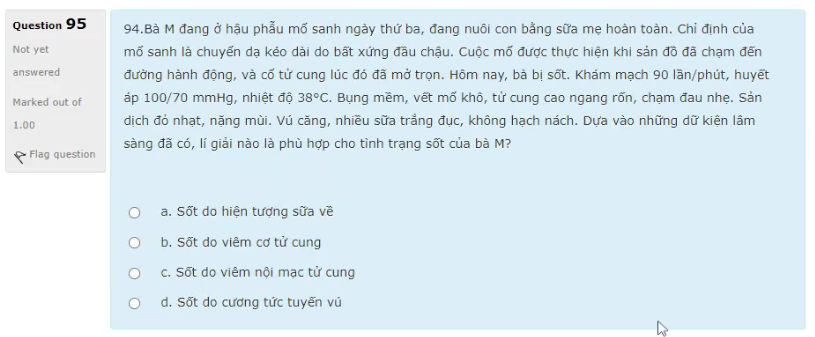 Question 95
Not yet
answered
Marked out of
1.00
Flag question
94.Bà M đang ở hậu phẫu mổ sanh ngày thứ ba, đang nuôi con bằng sữa mẹ hoàn toàn. Chỉ định của
mổ sanh là chuyển dạ kéo dài do bất xứng đầu chậu. Cuộc mổ được thực hiện khi sản đồ đã chạm đến
đường hành động, và cổ tử cung lúc đó đã mở trọn. Hôm nay, bà bị sốt. Khám mạch 90 lần/phút, huyết
áp 100/70 mmHg, nhiệt độ 38°C. Bụng mềm, vết mổ khô, tử cung cao ngang rốn, chạm đau nhẹ. Sản
dịch đỏ nhạt, nặng mùi. Vú căng, nhiều sữa trắng đục, không hạch nách. Dựa vào những dữ kiện lâm
sàng đã có, lí giải nào là phù hợp cho tình trạng sốt của bà M?
a. Sốt do hiện tượng sữa về
b. Sốt do viêm cơ tử cung
c. Sốt do viêm nội mạc tử cung
d. Sốt do cương tức tuyến vú